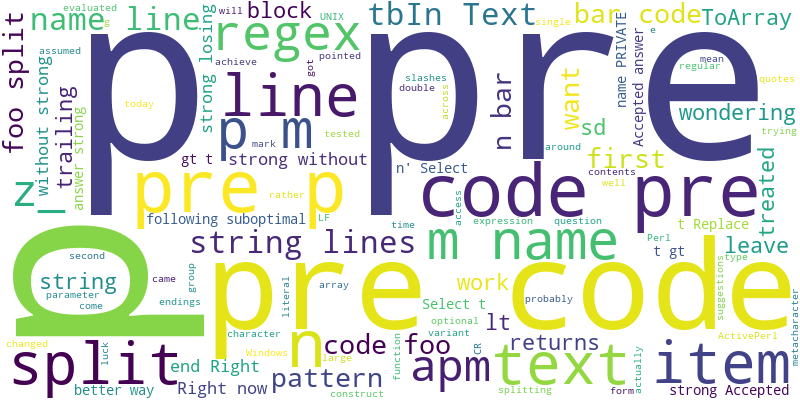 evaluated
g
will
UNIX
block
tbIn Text
single
bar code
ToArray
name line
assumed
foo split
without strong
trailing
answer strong
strong losing
regex
achieve
pointed
got
line
p
pre
slashes
double
today
across
n bar
want
sd
name PRIVATE
Accepted answer
e
regular
mean
quotes
wondering
trying
p m
mark
tested
around
first
z_
gt t
strong without
n' Select
contents
well
treated
pre p
rather
LF
code pre
following suboptimal
time
access
expression
question
t Replace
Perl
t gt
type
leave
string lines
m name
p
second
string
parameter
come
came
endings
group
pre code
literal
array
work
Select t
probably
suggestions
changed
character
Windows
n
optional
variant
lt
returns
ActivePerl
metacharacter
split
luck
end Right
better way
Right now
large
code foo
CR
pattern
construct
function
apm
text
splitting
form
actually
item
strong Accepted